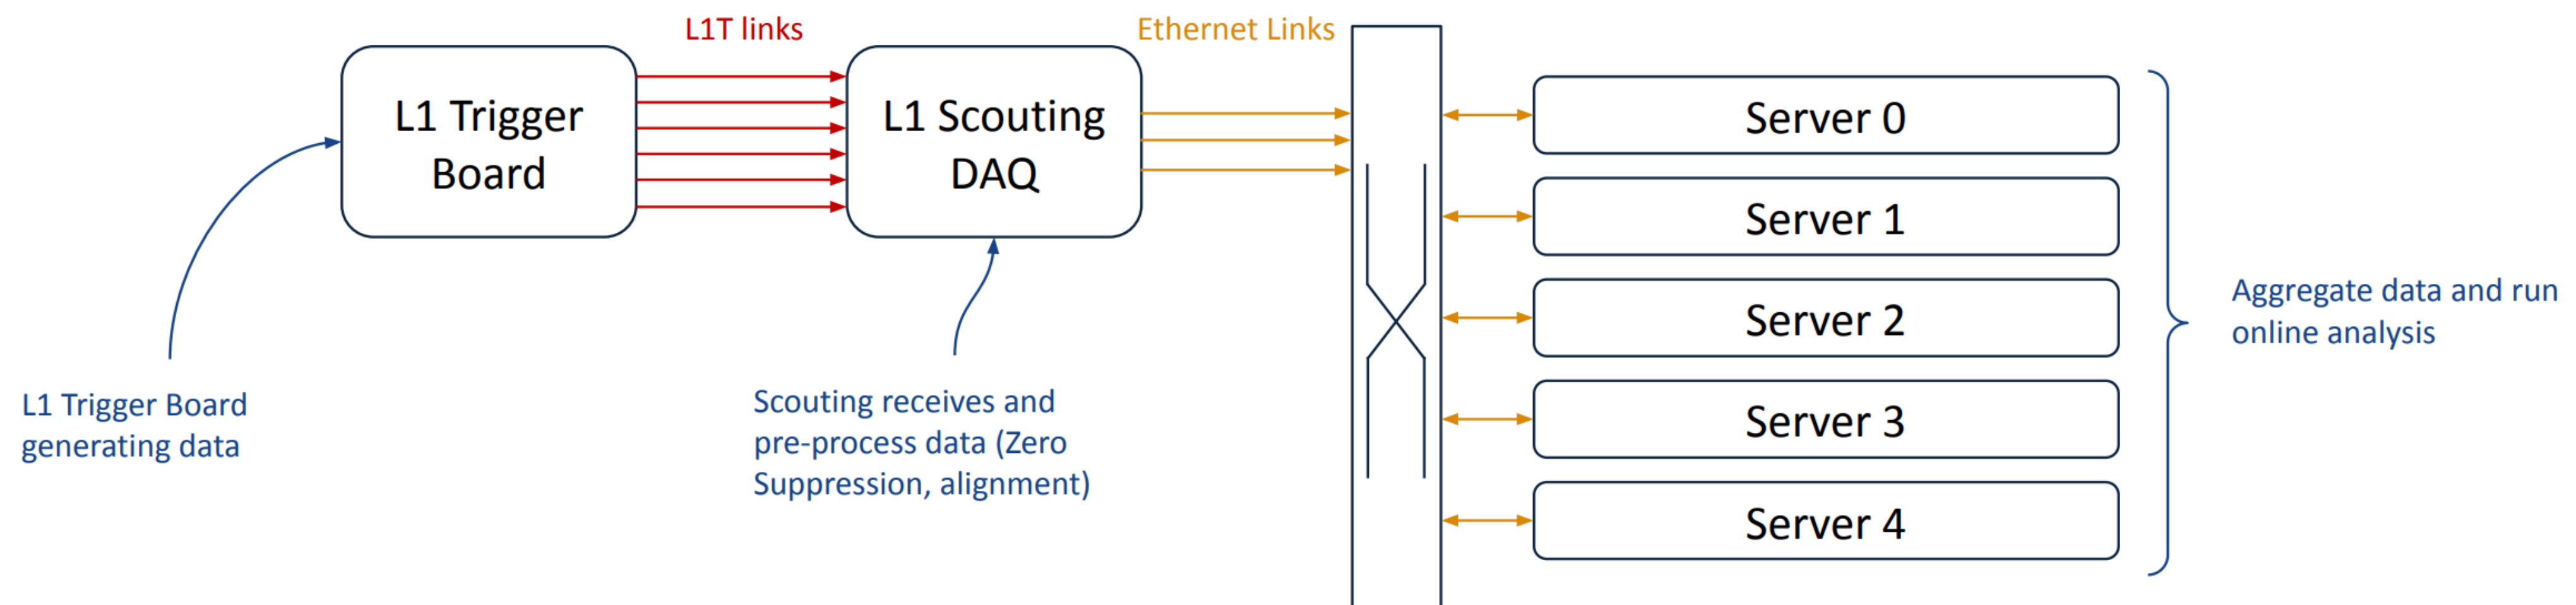 L1T links
Ethernet Links
L1 Trigger
Board
L1 Scouting
DAQ
Server 0
Server 1
Server 2
Server 3
Server 4
Aggregate data and run
online analysis
L1 Trigger Board
generating data
Scouting receives and
pre-process data (Zero
Suppression, alignment)